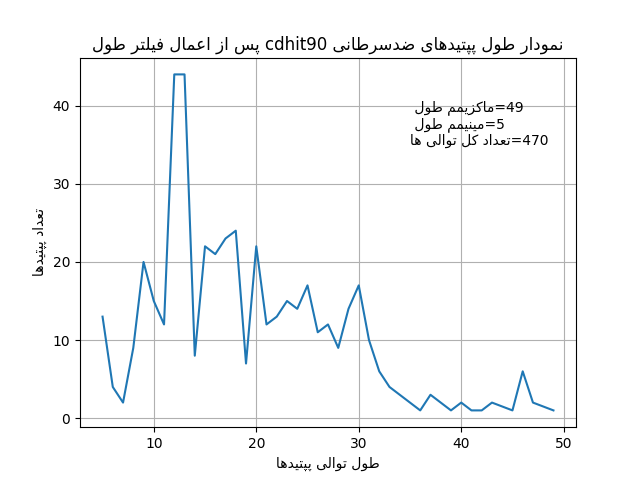 نمودار طول پپتیدهای ضدسرطانی cdhit90 پس از اعمال فیلتر طول
ماکزیمم طول=49
مینیمم طول=5
تعداد کل توالی ها=470
تعداد پپتیدها
40
30
20
10
0
10 20 30 40 50
طول توالی پپتیدها